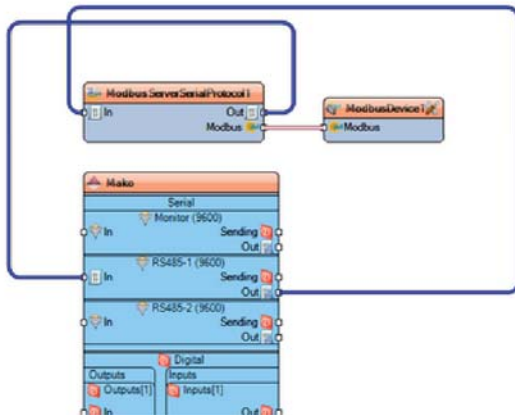 ModbusServerSerialProtocol1
In Out
Modbus
ModbusDevice1
Modbus
Mako
Serial
Monitor (9600)
In Sending
Out
RS485-1 (9600)
In Sending
Out
RS485-2 (9600)
In Sending
Out
Digital
Outputs Inputs
Outputs[1] Inputs[1]
In Out